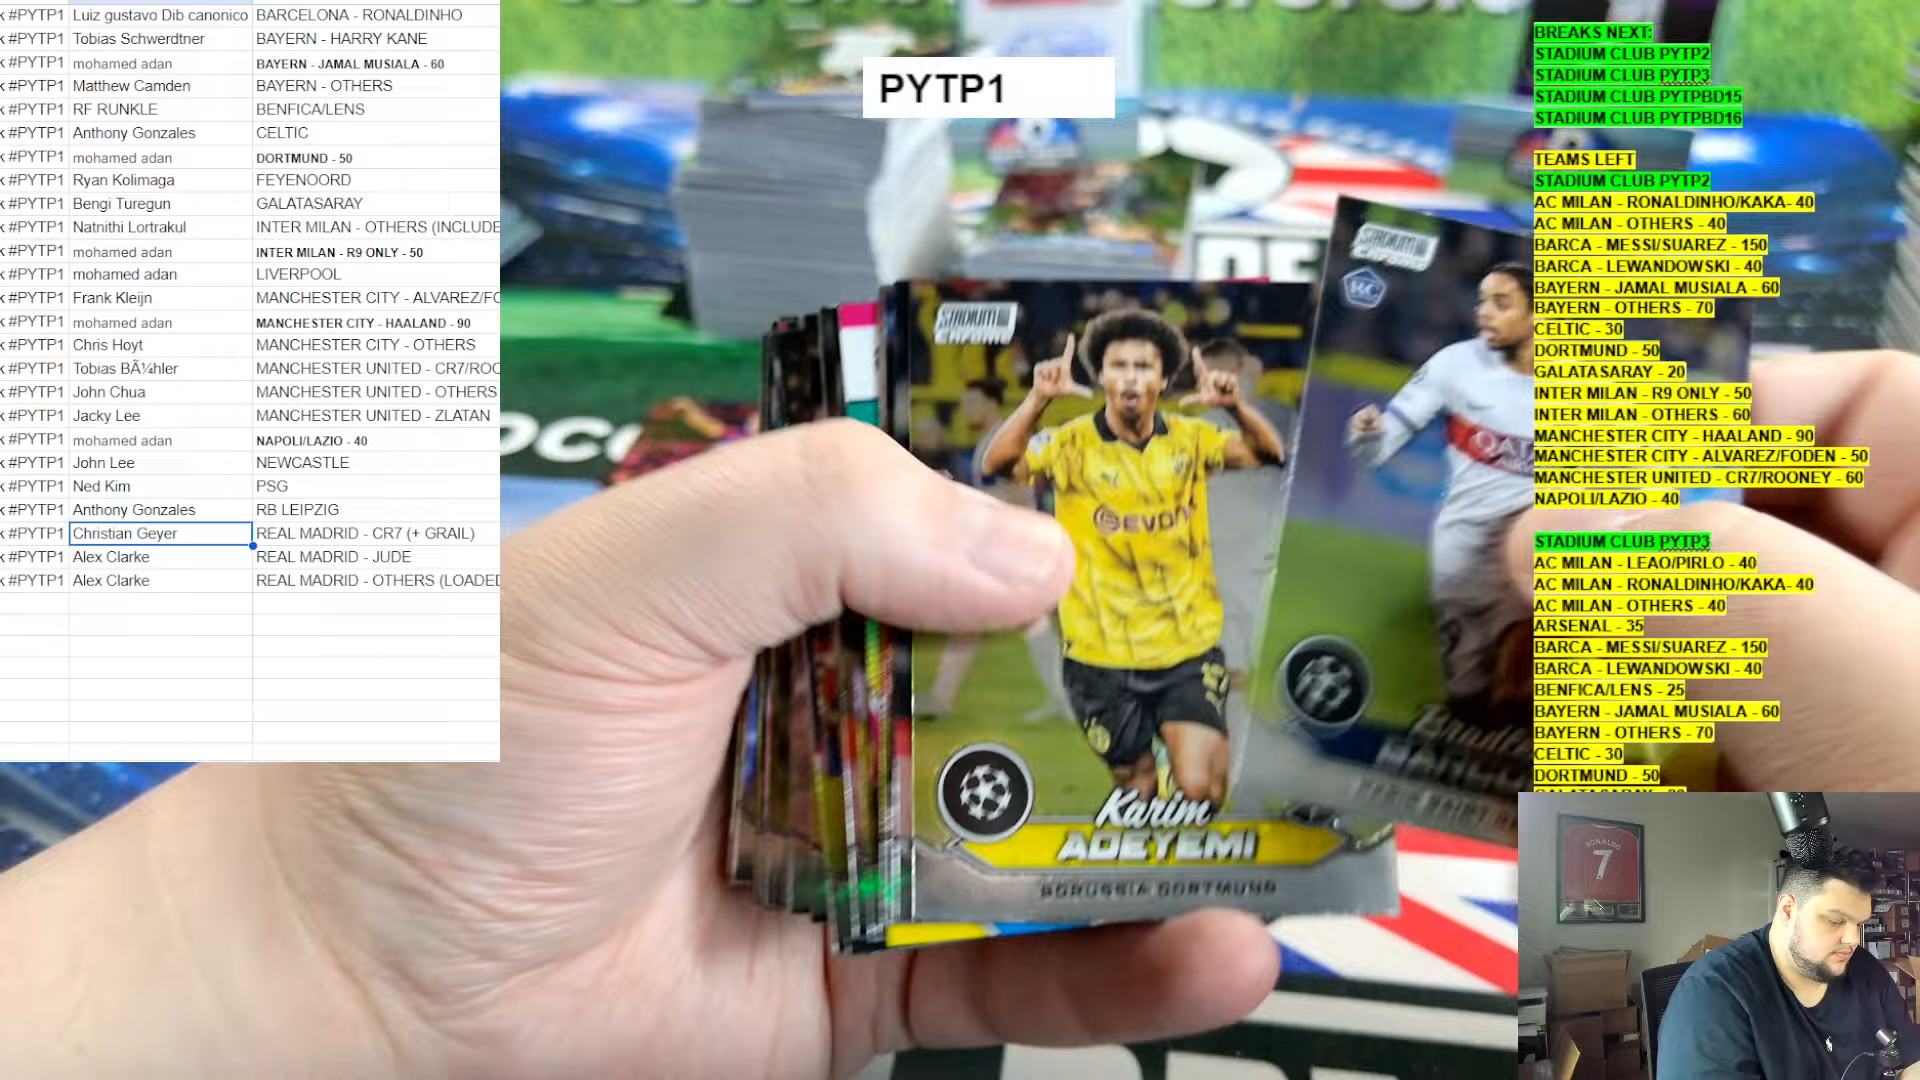 k #PYTP1 Luiz gustavo Dib canonico BARCELONA - RONALDINHO
k #PYTP1 Tobias Schwerdtner BAYERN - HARRY KANE
k #PYTP1 mohamed adan BAYERN - JAMAL MUSIALA - 60
k #PYTP1 Matthew Camden BAYERN - OTHERS
k #PYTP1 RF RUNKLE BENFICA/LENS
k #PYTP1 Anthony Gonzales CELTIC
k #PYTP1 mohamed adan DORTMUND - 50
k #PYTP1 Ryan Kolimaga FEYENOORD
k #PYTP1 Bengi Turegun GALATASARAY
k #PYTP1 Natnithi Lortrakul INTER MILAN - OTHERS (INCLUDE
k #PYTP1 mohamed adan INTER MILAN - R9 ONLY - 50
k #PYTP1 mohamed adan LIVERPOOL
k #PYTP1 Frank Kleijn MANCHESTER CITY - ALVAREZ/FO
k #PYTP1 mohamed adan MANCHESTER CITY - HAALAND - 90
k #PYTP1 Chris Hoyt MANCHESTER CITY - OTHERS
k #PYTP1 Tobias BÃ¼hler MANCHESTER UNITED - CR7/ROO
k #PYTP1 John Chua MANCHESTER UNITED - OTHERS
k #PYTP1 Jacky Lee MANCHESTER UNITED - ZLATAN
k #PYTP1 mohamed adan NAPOLI/LAZIO - 40
k #PYTP1 John Lee NEWCASTLE
k #PYTP1 Ned Kim PSG
k #PYTP1 Anthony Gonzales RB LEIPZIG
k #PYTP1 Christian Geyer REAL MADRID - CR7 (+ GRAIL)
k #PYTP1 Alex Clarke REAL MADRID - JUDE
k #PYTP1 Alex Clarke REAL MADRID - OTHERS (LOADED
PYTP1
STADIUM
CHROME
EVON
Karim
ADEYEMI
BORUSSIA DORTMUND
STADIUM
CHROME
RC
QATA
BREAKS NEXT:
STADIUM CLUB PYTP2
STADIUM CLUB PYTP3
STADIUM CLUB PYTPBD15
STADIUM CLUB PYTPBD16
TEAMS LEFT
STADIUM CLUB PYTP2
AC MILAN - RONALDINHO/KAKA- 40
AC MILAN - OTHERS - 40
BARCA - MESSI/SUAREZ - 150
BARCA - LEWANDOWSKI - 40
BAYERN - JAMAL MUSIALA - 60
BAYERN - OTHERS - 70
CELTIC - 30
DORTMUND - 50
GALATASARAY - 20
INTER MILAN - R9 ONLY - 50
INTER MILAN - OTHERS - 60
MANCHESTER CITY - HAALAND - 90
MANCHESTER CITY - ALVAREZ/FODEN - 50
MANCHESTER UNITED - CR7/ROONEY - 60
NAPOLI/LAZIO - 40
STADIUM CLUB PYTP3
AC MILAN - LEAO/PIRLO - 40
AC MILAN - RONALDINHO/KAKA- 40
AC MILAN - OTHERS - 40
ARSENAL - 35
BARCA - MESSI/SUAREZ - 150
BARCA - LEWANDOWSKI - 40
BENFICA/LENS - 25
BAYERN - JAMAL MUSIALA - 60
BAYERN - OTHERS - 70
CELTIC - 30
DORTMUND - 50
RONALDO
7